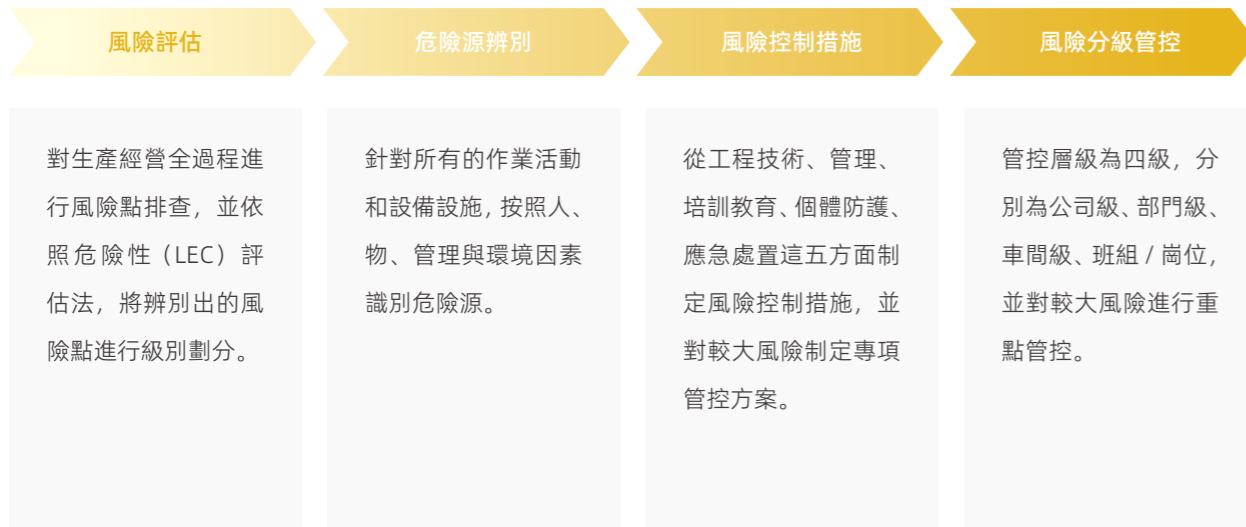 風險評估
危險源辨別
風險控制措施
風險分級管控
對生產經營全過程進
行風險點排查，並依
照危險性（LEC）評
估法，將辨別出的風
險點進行級別劃分。
針對所有的作業活動
和設備設施，按照人、
物、管理與環境因素
識別危險源。
從工程技術、管理、
培訓教育、個體防護、
應急處置這五方面制
定風險控制措施，並
對較大風險制定專項
管控方案。
管控層級為四級，分
別為公司級、部門級、
車間級、班組 / 崗位，
並對較大風險進行重
點管控。